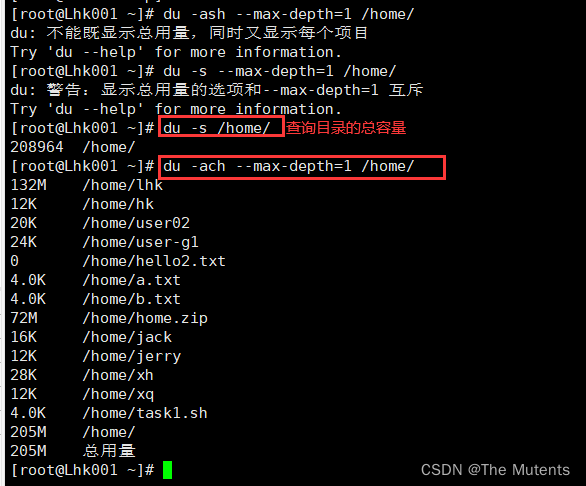 [root@Lhk001 ~]# du -ash --max-depth=1 /home/
du: 不能既显示总用量，同时又显示每个项目
Try 'du --help' for more information.
[root@Lhk001 ~]# du -s --max-depth=1 /home/
du: 警告：显示总用量的选项和--max-depth=1 互斥
Try 'du --help' for more information.
[root@Lhk001 ~]# du -s /home/ 查询目录的总容量
208964  /home/
[root@Lhk001 ~]# du -ach --max-depth=1 /home/
132M    /home/lhk
12K     /home/hk
20K     /home/user02
24K     /home/user-g1
0       /home/hello2.txt
4.0K    /home/a.txt
4.0K    /home/b.txt
72M     /home/home.zip
16K     /home/jack
12K     /home/jerry
28K     /home/xh
12K     /home/xq
4.0K    /home/task1.sh
205M    /home/
205M    总用量
[root@Lhk001 ~]#
CSDN @The Mutents